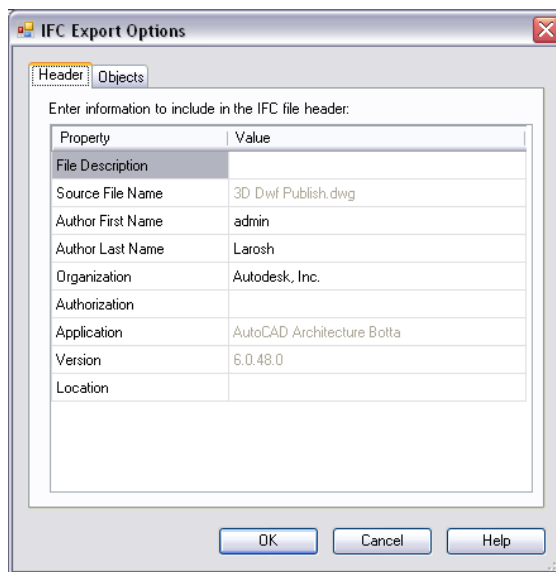 IFC Export Options
Header Objects
Enter information to include in the IFC file header:
Property Value
File Description
Source File Name 3D Dwf Publish.dwg
Author First Name admin
Author Last Name Larosh
Organization Autodesk, Inc.
Authorization
Application AutoCAD Architecture Botta
Version 6.0.48.0
Location
OK Cancel Help